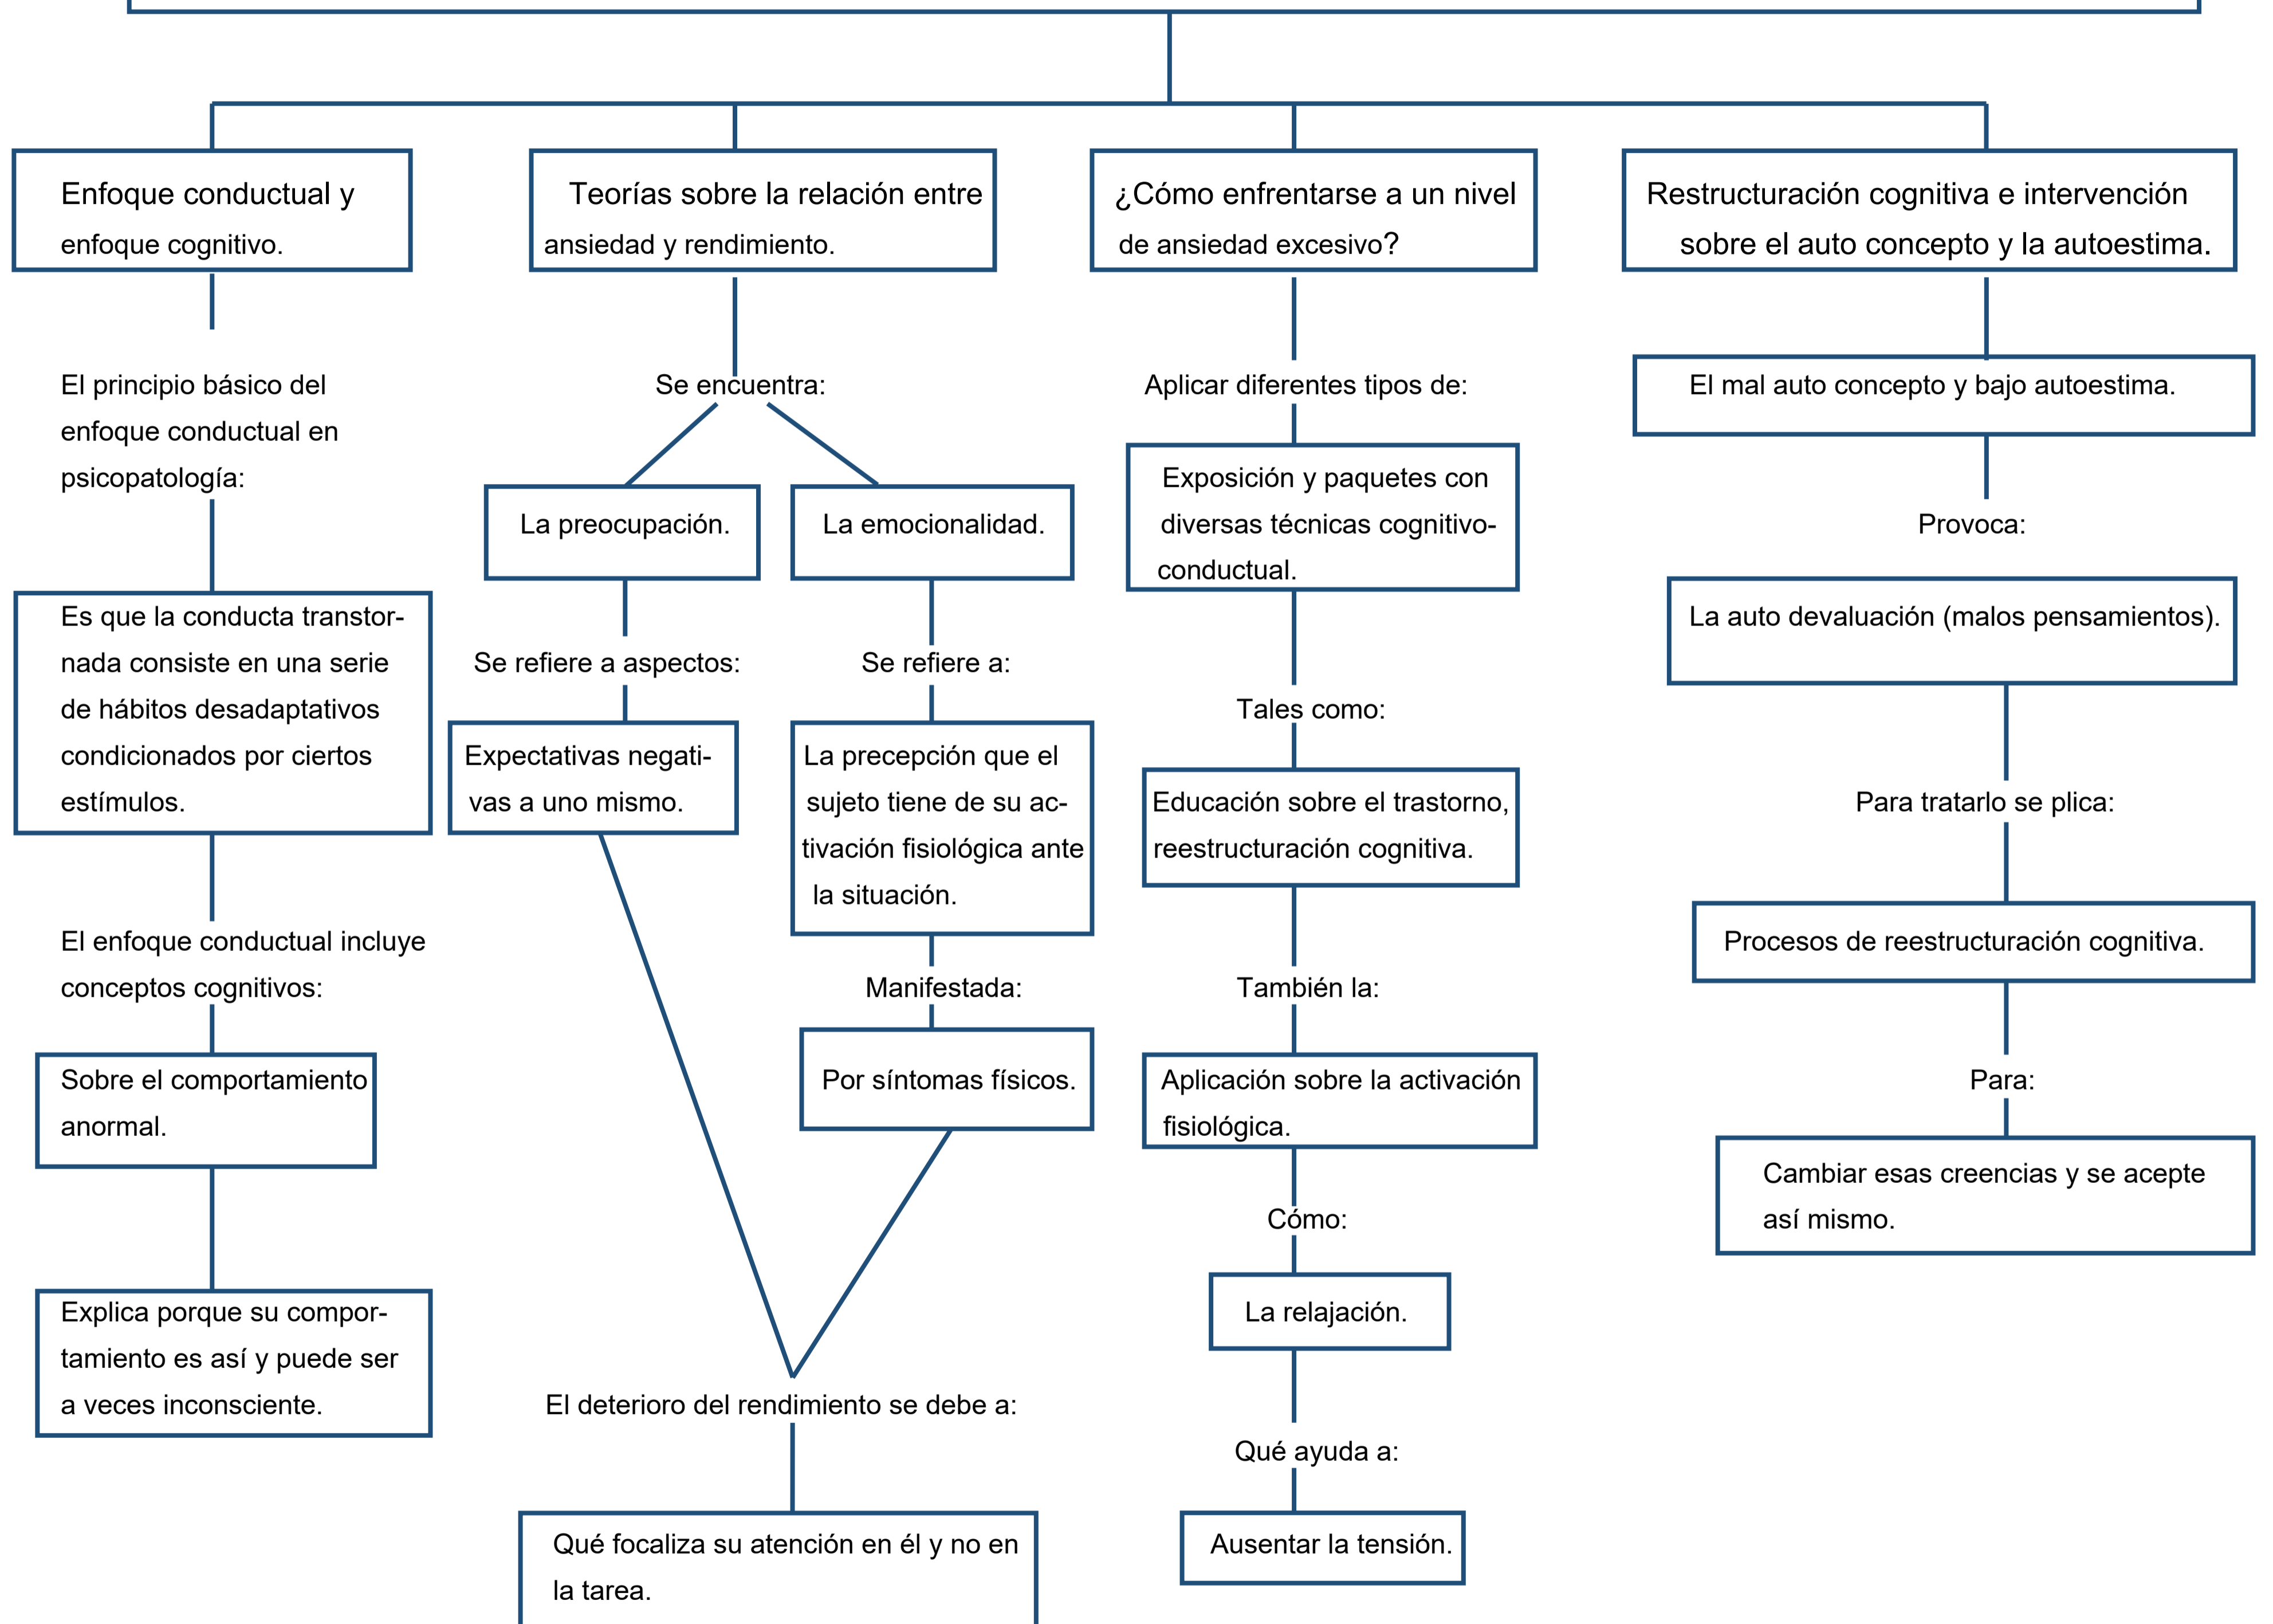 Enfoque conductual y
enfoque cognitivo.
El principio básico del
enfoque conductual en
psicopatología:
Es que la conducta transtor-
nada consiste en una serie
de hábitos desadaptativos
condicionados por ciertos
estímulos.
El enfoque conductual incluye
conceptos cognitivos:
Sobre el comportamiento
anormal.
Explica porque su compor-
tamiento es así y puede ser
a veces inconsciente.
Teorías sobre la relación entre
ansiedad y rendimiento.
Se encuentra:
La preocupación.
Se refiere a aspectos:
Expectativas negati-
vas a uno mismo.
La emocionalidad.
Se refiere a:
La precepción que el
sujeto tiene de su ac-
tivación fisiológica ante
la situación.
Manifestada:
Por síntomas físicos.
El deterioro del rendimiento se debe a:
Qué focaliza su atención en él y no en
la tarea.
¿Cómo enfrentarse a un nivel
de ansiedad excesivo?
Aplicar diferentes tipos de:
Exposición y paquetes con
diversas técnicas cognitivo-
conductual.
Tales como:
Educación sobre el trastorno,
reestructuración cognitiva.
También la:
Aplicación sobre la activación
fisiológica.
Cómo:
La relajación.
Qué ayuda a:
Ausentar la tensión.
Restructuración cognitiva e intervención
sobre el auto concepto y la autoestima.
El mal auto concepto y bajo autoestima.
Provoca:
La auto devaluación (malos pensamientos).
Para tratarlo se plica:
Procesos de reestructuración cognitiva.
Para:
Cambiar esas creencias y se acepte
así mismo.